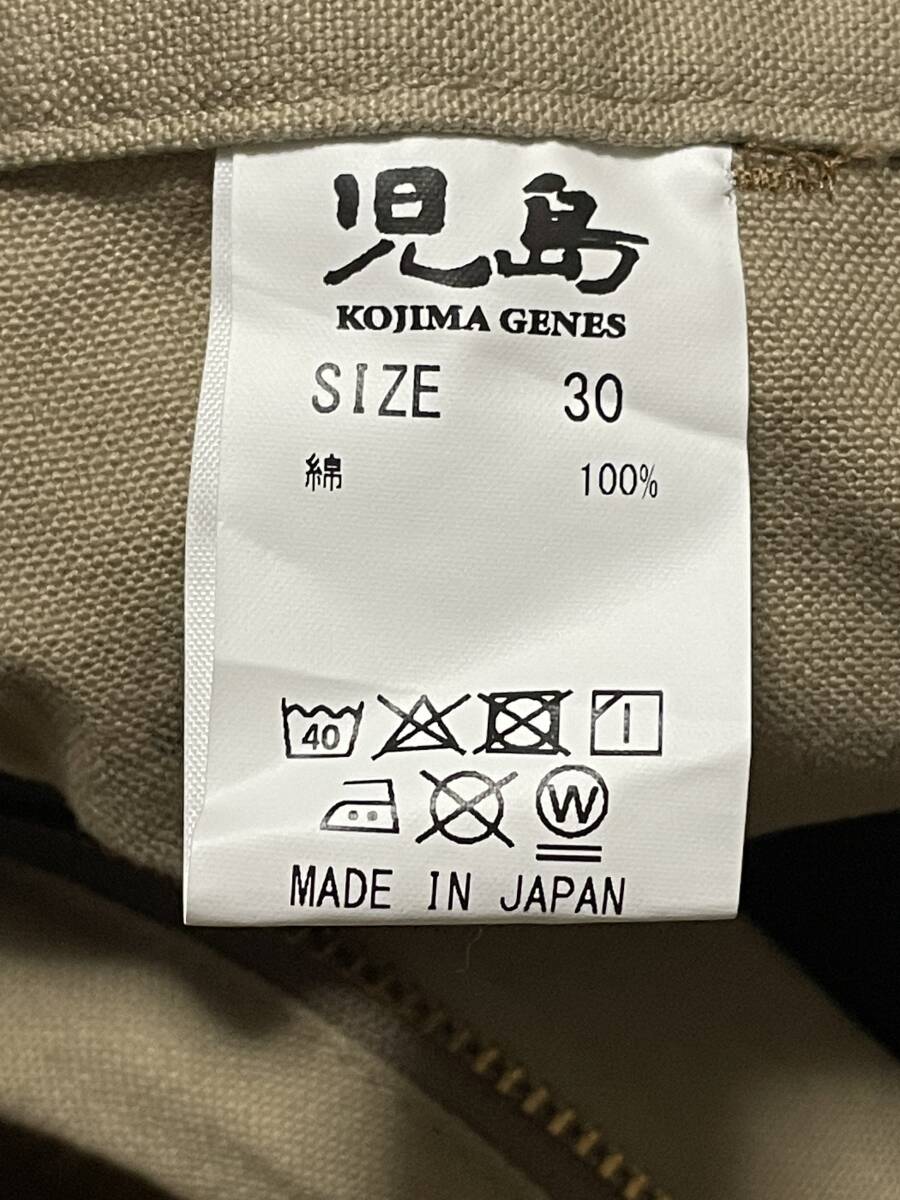 児島
KOJIMA GENES
SIZE 30
綿 100%
40
W
MADE IN JAPAN